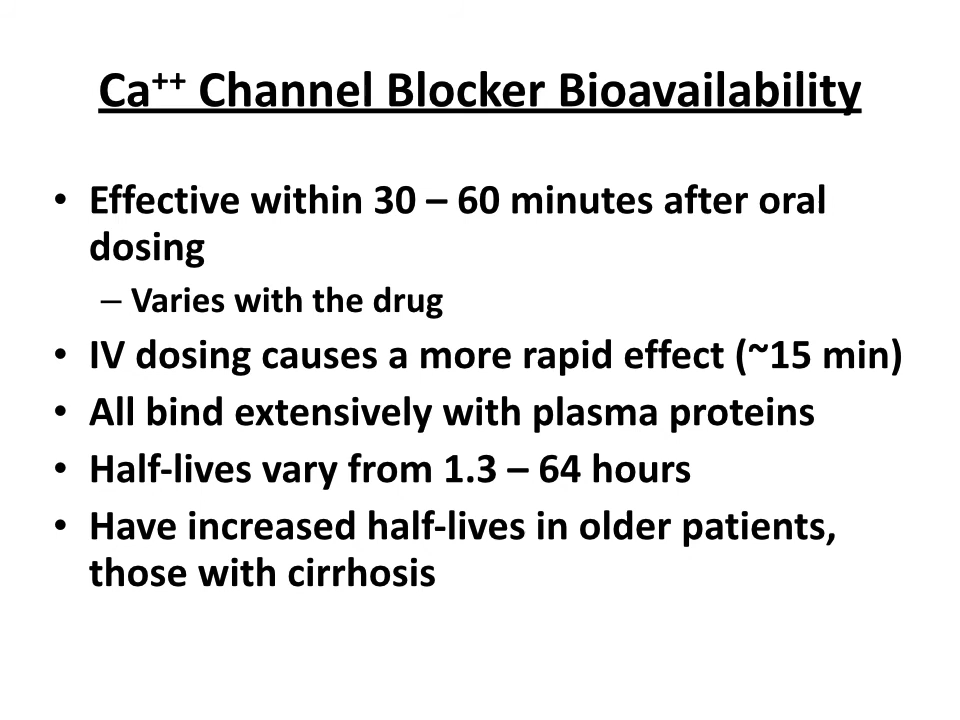 Ca⁺⁺ Channel Blocker Bioavailability
• Effective within 30 – 60 minutes after oral
dosing
– Varies with the drug
• IV dosing causes a more rapid effect (~15 min)
• All bind extensively with plasma proteins
• Half-lives vary from 1.3 – 64 hours
• Have increased half-lives in older patients,
those with cirrhosis